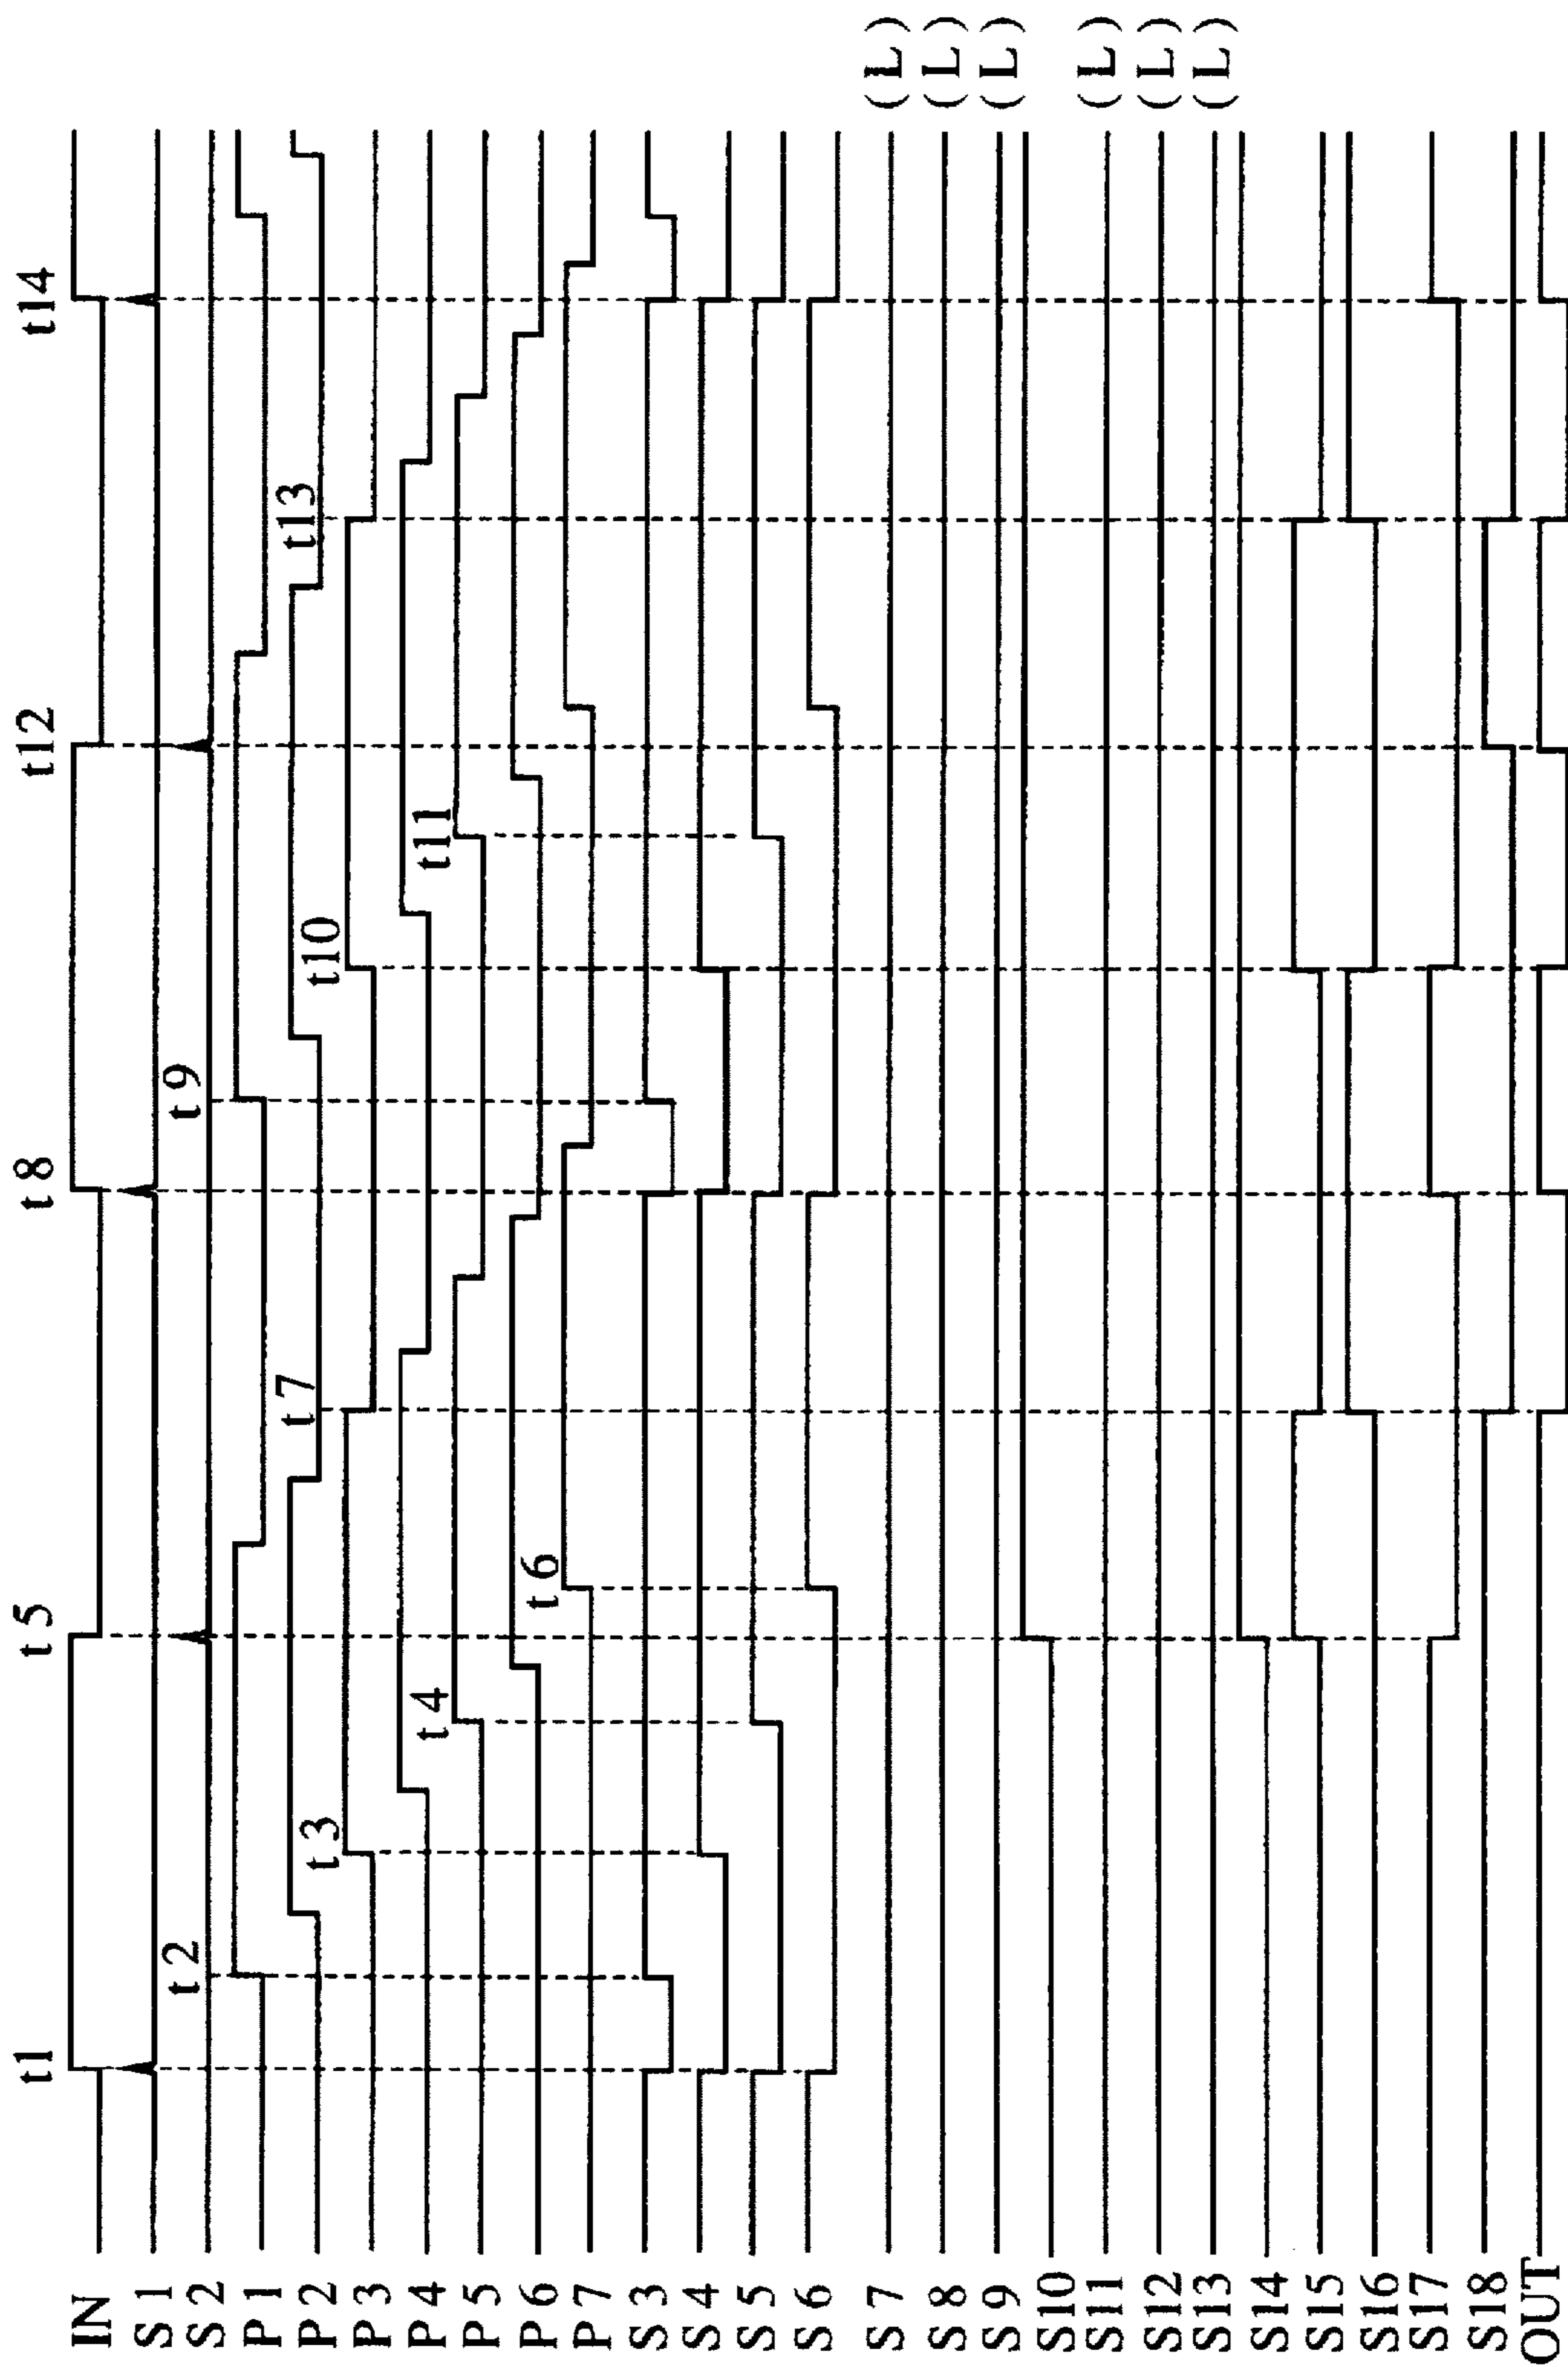 t1 t5 t8 t12 t14
t2 t9
t3 t7 t10 t13
t4 t11
t6
IN
S1
S2
P1
P2
P3
P4
P5
P6
P7
S3
S4
S5
S6
S7 (L)
S8 (L)
S9 (L)
S10
S11 (L)
S12 (L)
S13 (L)
S14
S15
S16
S17
S18
OUT